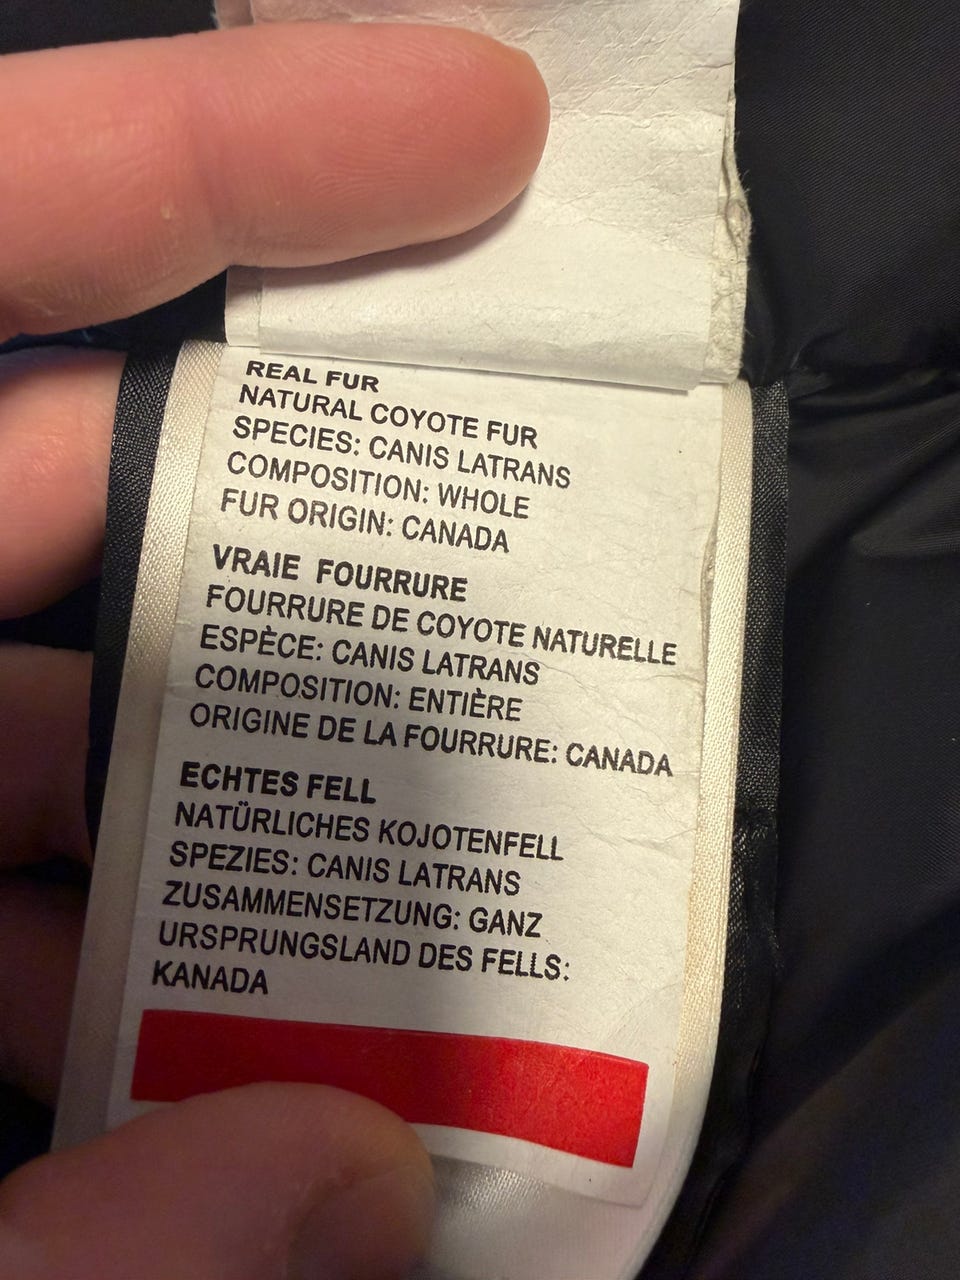 REAL FUR
NATURAL COYOTE FUR
SPECIES: CANIS LATRANS
COMPOSITION: WHOLE
FUR ORIGIN: CANADA
VRAIE FOURRURE
FOURRURE DE COYOTE NATURELLE
ESPÈCE: CANIS LATRANS
COMPOSITION: ENTIÈRE
ORIGINE DE LA FOURRURE: CANADA
ECHTES FELL
NATÜRLICHES KOJOTENFELL
SPEZIES: CANIS LATRANS
ZUSAMMENSETZUNG: GANZ
URSPRUNGSLAND DES FELLS:
KANADA